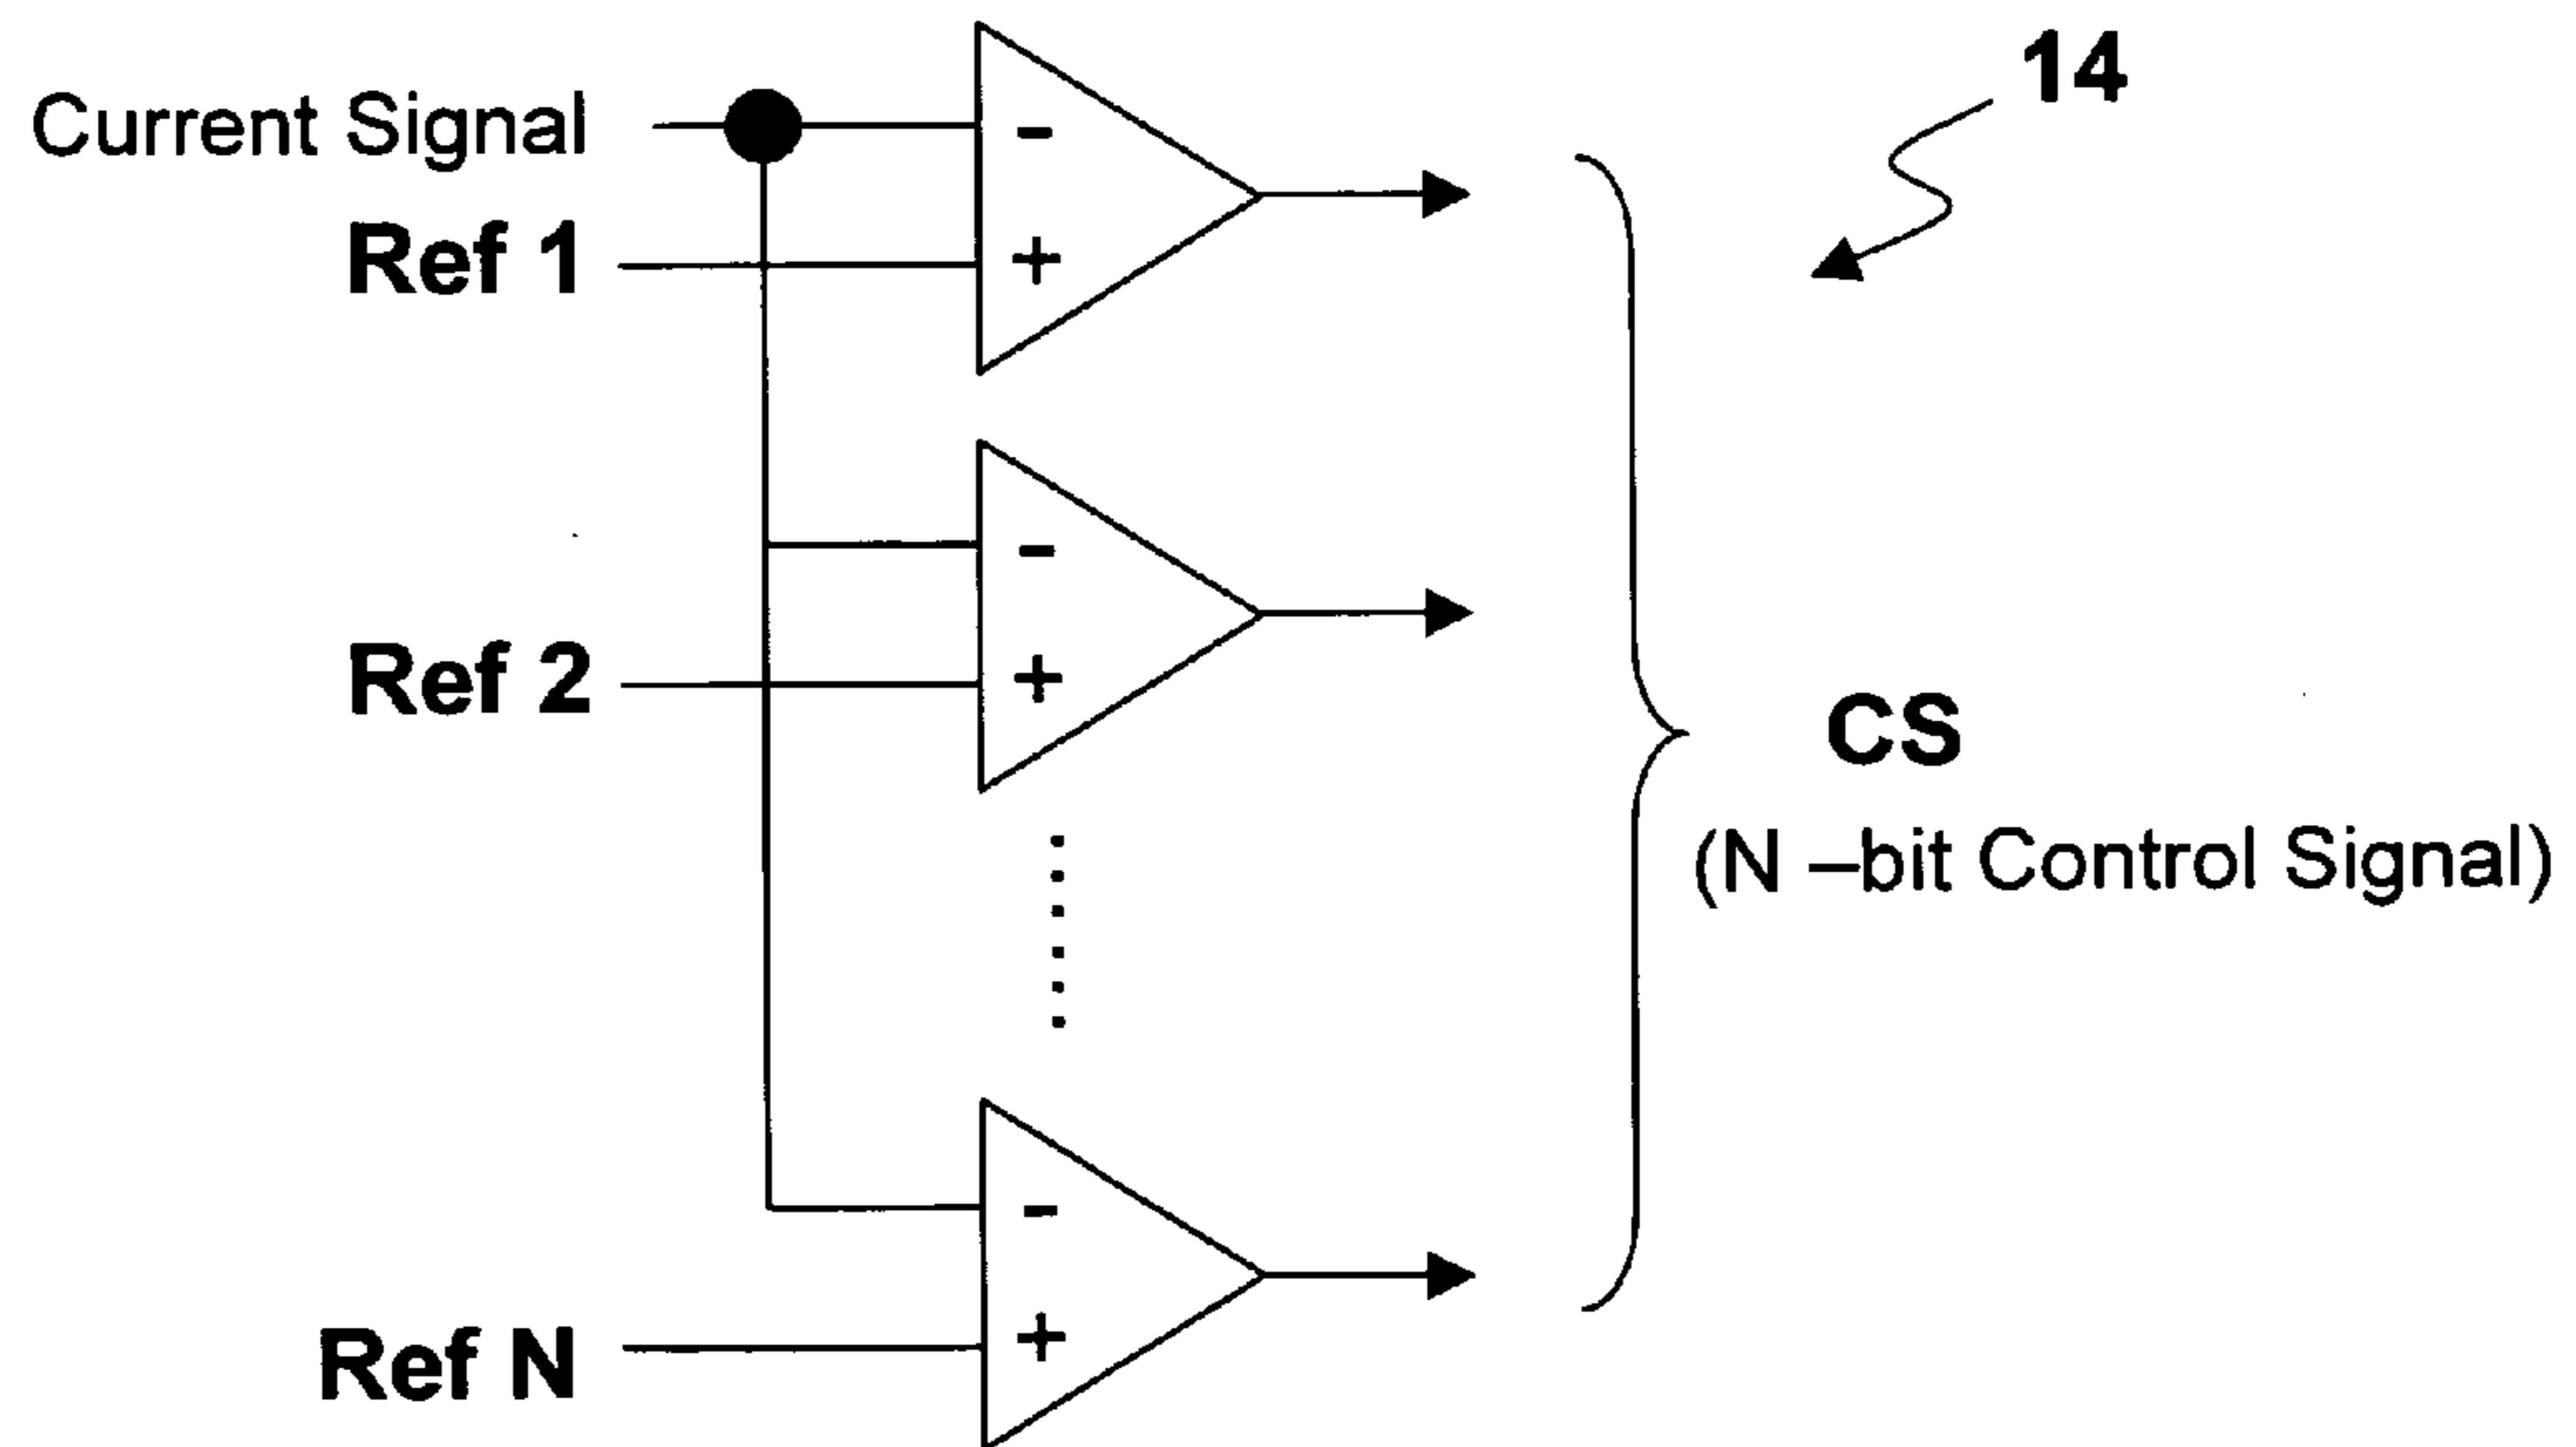 14
Current Signal
-
Ref 1
+
-
Ref 2
+
CS
(N –bit Control Signal)
-
Ref N
+